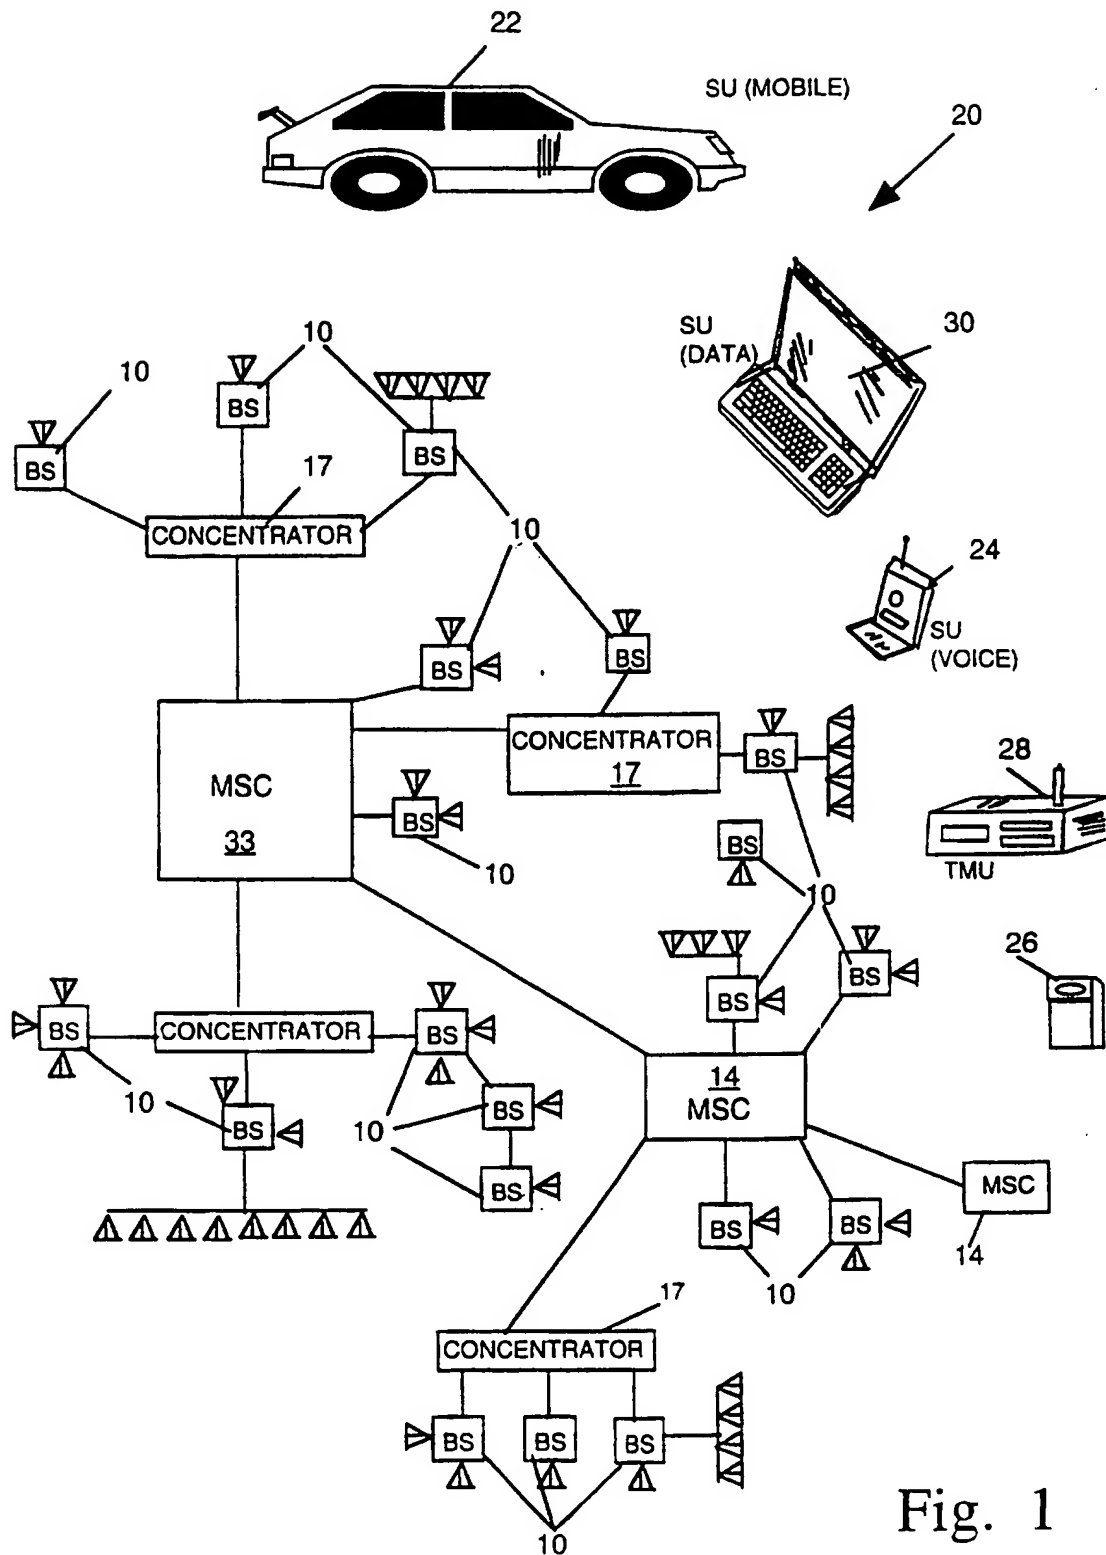 22
SU (MOBILE)
20
SU
(DATA)
30
10
10
BS
BS
BS
17
CONCENTRATOR
10
24
SU
(VOICE)
BS
BS
CONCENTRATOR
17
BS
MSC
33
BS
10
28
TMU
BS
10
26
BS
BS
BS
CONCENTRATOR
BS
10
BS
BS
10
BS
14
MSC
MSC
14
BS
BS
10
17
CONCENTRATOR
BS
BS
BS
10
Fig. 1